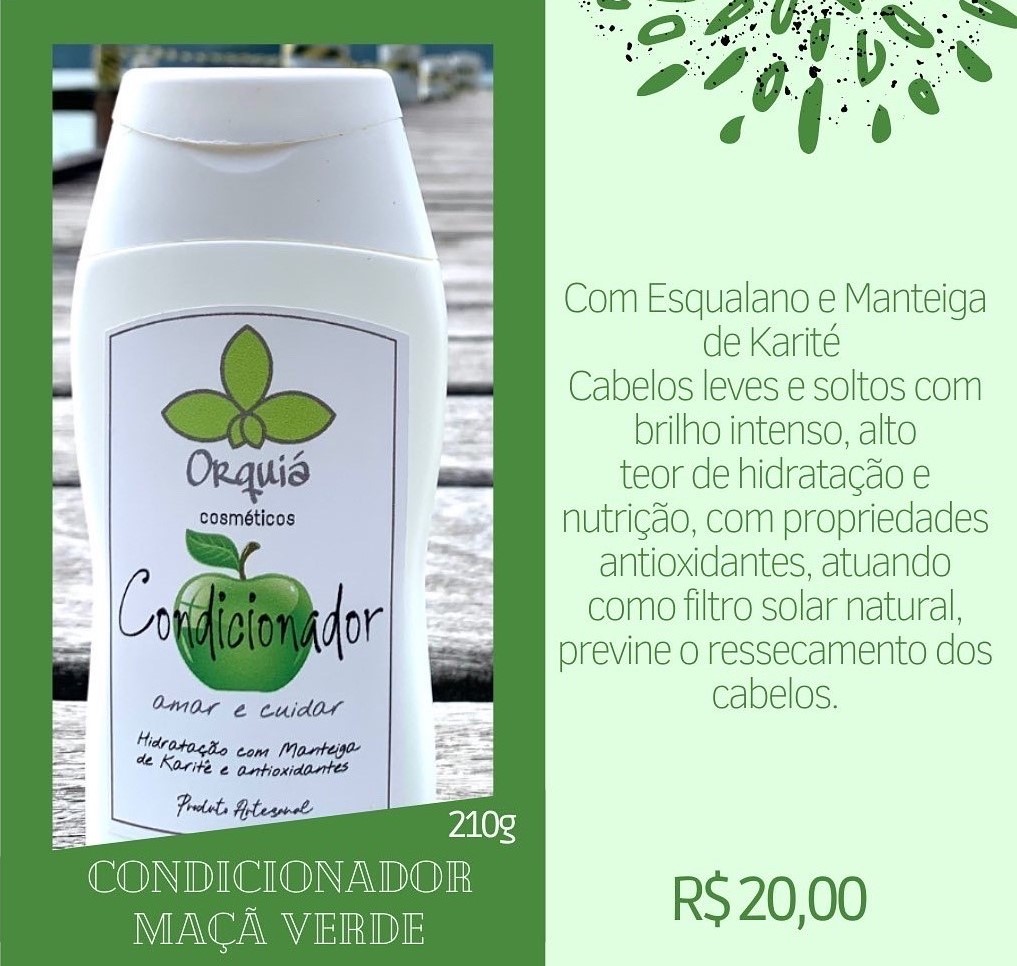 Orquiá
cosméticos
Condicionador
amar e cuidar
Hidratação com Manteiga
de Karitê e antioxidantes
Produto Artesanal
210g
CONDICIONADOR
MAÇÃ VERDE
Com Esqualano e Manteiga
de Karité
Cabelos leves e soltos com
brilho intenso, alto
teor de hidratação e
nutrição, com propriedades
antioxidantes, atuando
como filtro solar natural,
previne o ressecamento dos
cabelos.
R$ 20,00